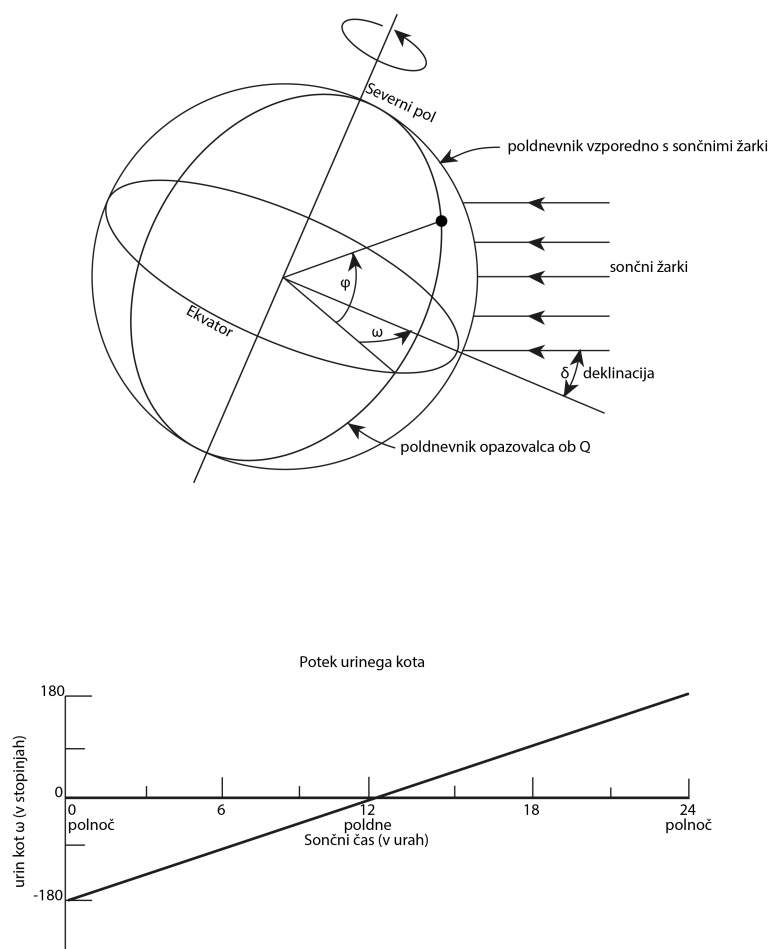 Severni pol
poldnevnik vzporedno s sončnimi žarki
sončni žarki
φ
Ekvator
ω
δ deklinacija
poldnevnik opazovalca ob Q
Potek urinega kota
180
0
-180
urin kot ω (v stopinjah)
0 6 12 18 24
polnoč poldne polnoč
Sončni čas (v urah)